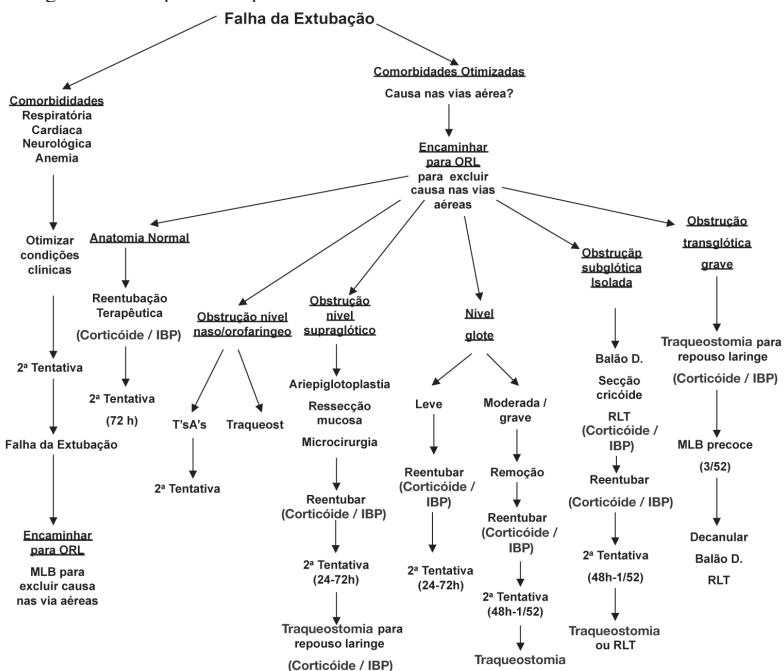 Falha da Extubação
Comorbididades
Respiratória
Cardíaca
Neurológica
Anemia
Otimizar
condições
clínicas
2ª Tentativa
Falha da Extubação
Encaminhar
para ORL
MLB para
excluir causa
nas via aéreas
Comorbidades Otimizadas
Causa nas vias aérea?
Encaminhar
para ORL
para excluir
causa nas vias
aéreas
Anatomia Normal
Reentubação
Terapêutica
(Corticóide / IBP)
2ª Tentativa
(72 h)
Obstrução nível
naso/orofaríngeo
T'sA's
2ª Tentativa
Traqueost
Obstrução
nível
supraglótico
Ariepiglotoplastia
Ressecção
mucosa
Microcirurgia
Reentubar
(Corticóide / IBP)
2ª Tentativa
(24-72h)
Traqueostomia para
repouso laringe
(Corticóide / IBP)
Nível
glote
Leve
Reentubar
(Corticóide /
IBP)
2ª Tentativa
(24-72h)
Moderada /
grave
Remoção
Reentubar
(Corticóide /
IBP)
2ª Tentativa
(48h-1/52)
Traqueostomia
Obstruçãp
subglótica
Isolada
Balão D.
Secção
cricóide
RLT
(Corticóide /
IBP)
Reentubar
(Corticóide / IBP)
2ª Tentativa
(48h-1/52)
Traqueostomia
ou RLT
Obstrução
transglótica
grave
Traqueostomia para
repouso laringe
(Corticóide / IBP)
MLB precoce
(3/52)
Decanular
Balão D.
RLT